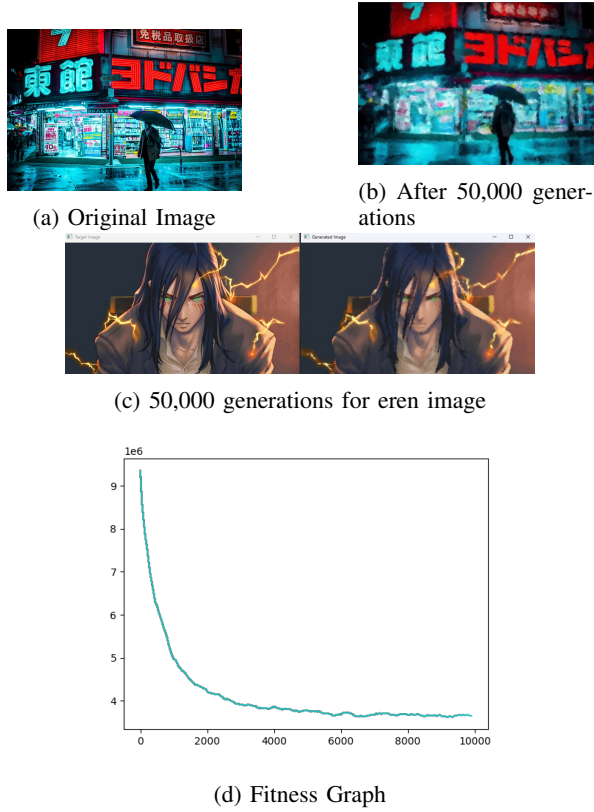 7
免税品取扱店
東館
ヨドバシカ
7
東館
ヨドバシカ
(a) Original Image
(b) After 50,000 gener-
ations
Target Image
Generated Image
(c) 50,000 generations for eren image
1e6
9
8
7
6
5
4
0 2000 4000 6000 8000 10000
(d) Fitness Graph